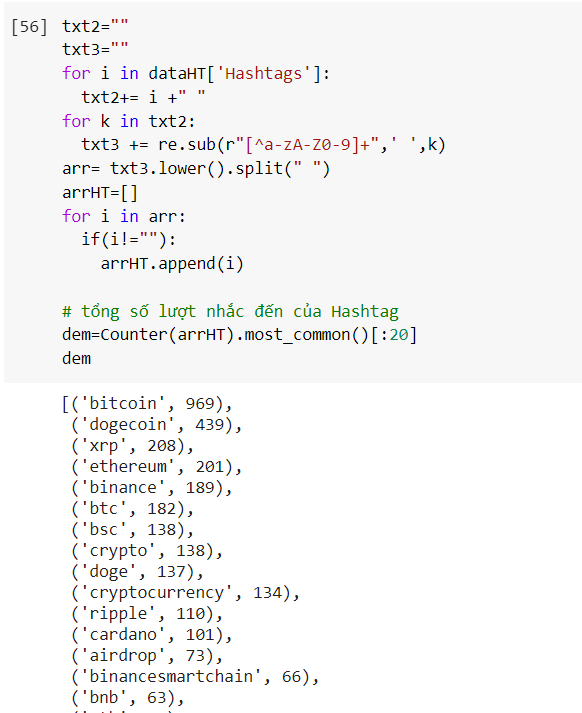 [56] txt2=""
txt3=""
for i in dataHT['Hashtags']:
  txt2+= i +" "
for k in txt2:
  txt3 += re.sub(r"[^a-zA-Z0-9]+",' ',k)
arr= txt3.lower().split(" ")
arrHT=[]
for i in arr:
  if(i!=""):
    arrHT.append(i)
# tổng số lượt nhắc đến của Hashtag
dem=Counter(arrHT).most_common()[:20]
dem
[('bitcoin', 969),
('dogecoin', 439),
('xrp', 208),
('ethereum', 201),
('binance', 189),
('btc', 182),
('bsc', 138),
('crypto', 138),
('doge', 137),
('cryptocurrency', 134),
('ripple', 110),
('cardano', 101),
('airdrop', 73),
('binancesmartchain', 66),
('bnb', 63),